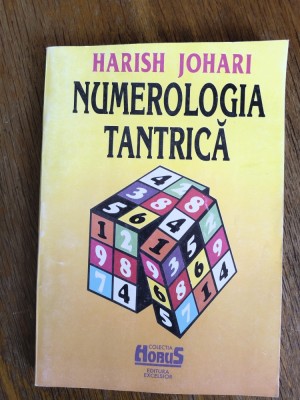 HARISH JOHARI
NUMEROLOGIA
TANTRICĂ
COLECȚIA
HORUS
EDITURA
EXCELSIOR